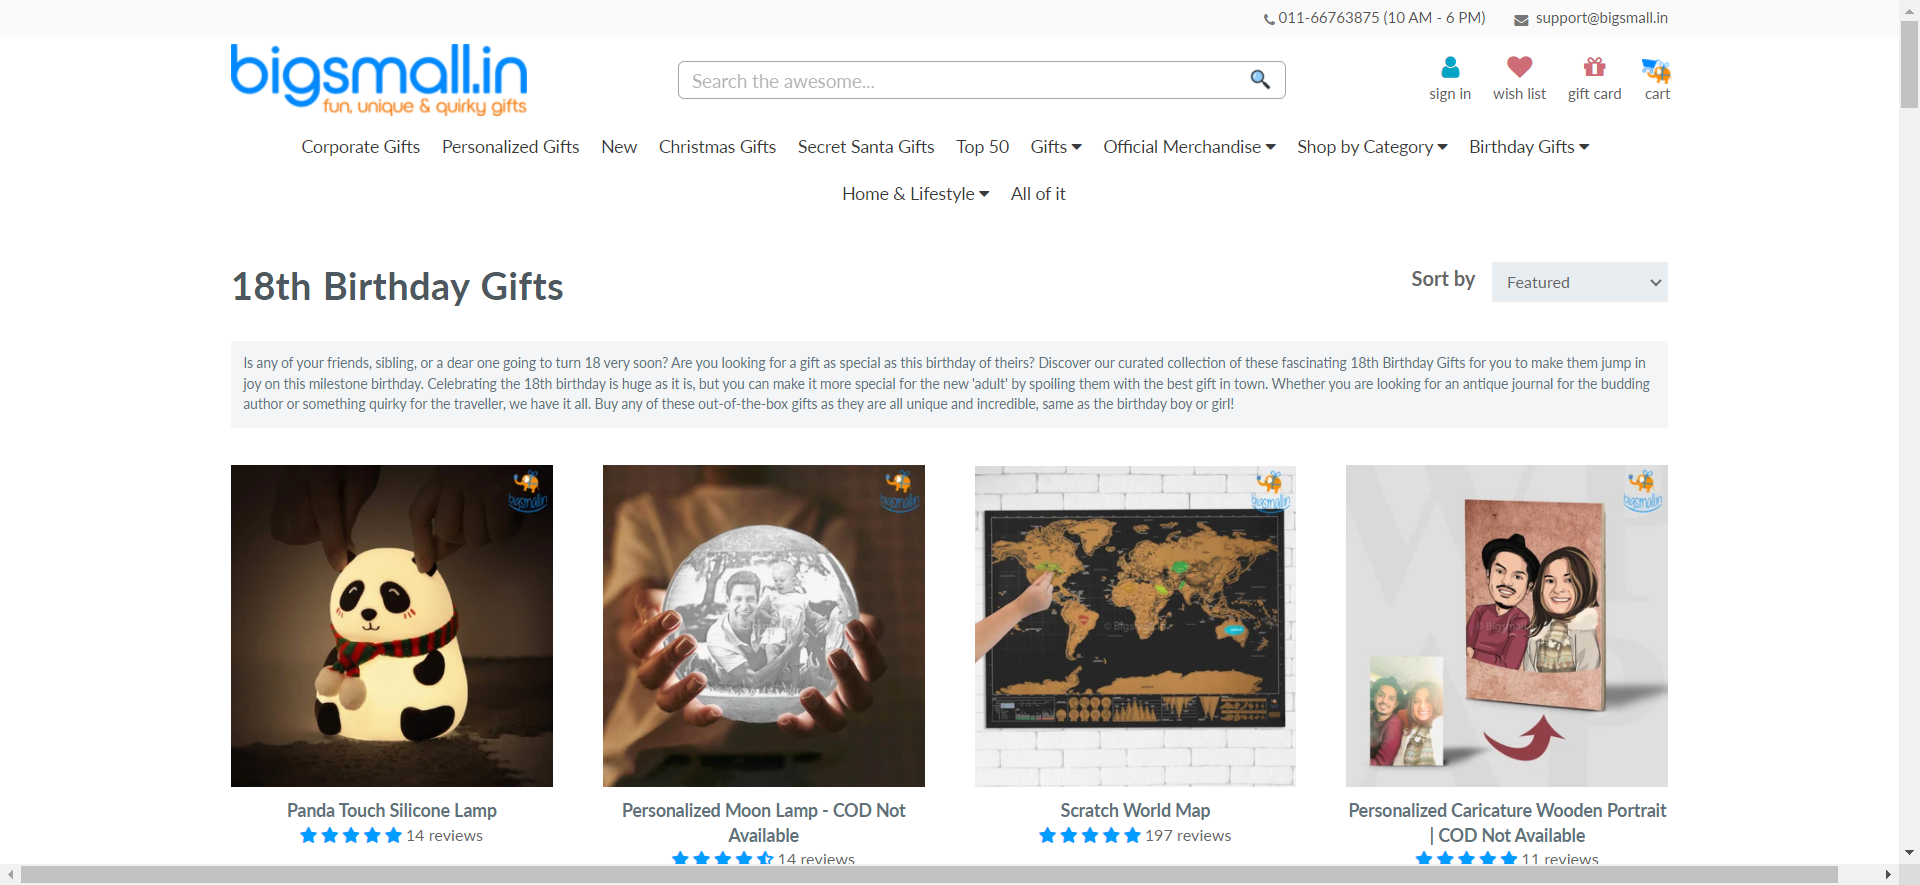 011-66763875 (10 AM - 6 PM) support@bigsmall.in
bigsmall.in
fun, unique & quirky gifts
Search the awesome...
sign in wish list gift card cart
Corporate Gifts Personalized Gifts New Christmas Gifts Secret Santa Gifts Top 50 Gifts Official Merchandise Shop by Category Birthday Gifts
Home & Lifestyle All of it
18th Birthday Gifts
Sort by Featured
Is any of your friends, sibling, or a dear one going to turn 18 very soon? Are you looking for a gift as special as this birthday of theirs? Discover our curated collection of these fascinating 18th Birthday Gifts for you to make them jump in
joy on this milestone birthday. Celebrating the 18th birthday is huge as it is, but you can make it more special for the new 'adult' by spoiling them with the best gift in town. Whether you are looking for an antique journal for the budding
author or something quirky for the traveller, we have it all. Buy any of these out-of-the-box gifts as they are all unique and incredible, same as the birthday boy or girl!
bigsmall.in
bigsmall.in
bigsmall.in
bigsmall.in
Panda Touch Silicone Lamp
14 reviews
Personalized Moon Lamp - COD Not
Available
14 reviews
Scratch World Map
197 reviews
Personalized Caricature Wooden Portrait
| COD Not Available
11 reviews